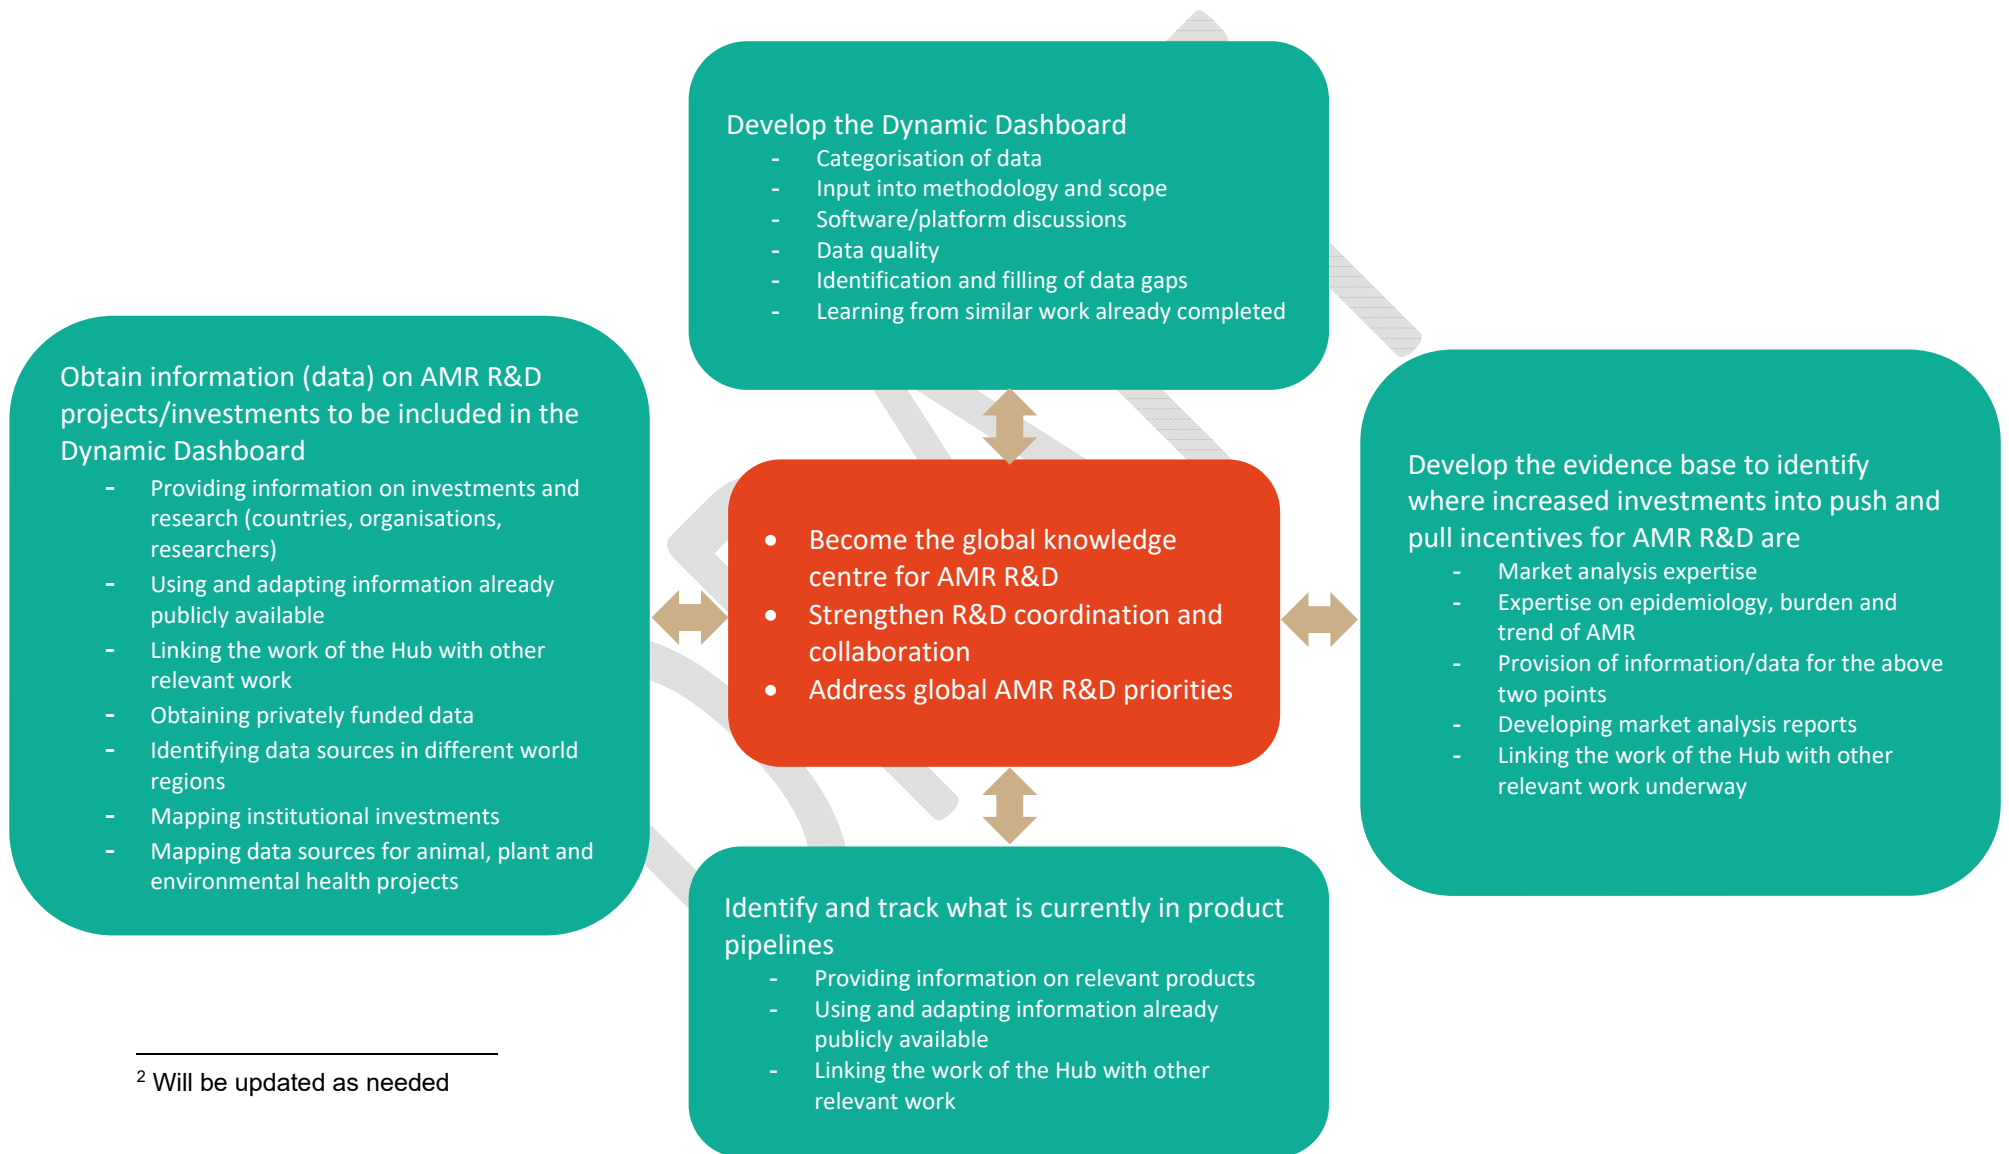 Develop the Dynamic Dashboard
- Categorisation of data
- Input into methodology and scope
- Software/platform discussions
- Data quality
- Identification and filling of data gaps
- Learning from similar work already completed
Obtain information (data) on AMR R&D
projects/investments to be included in the
Dynamic Dashboard
- Providing information on investments and
research (countries, organisations,
researchers)
- Using and adapting information already
publicly available
- Linking the work of the Hub with other
relevant work
- Obtaining privately funded data
- Identifying data sources in different world
regions
- Mapping institutional investments
- Mapping data sources for animal, plant and
environmental health projects
• Become the global knowledge
centre for AMR R&D
• Strengthen R&D coordination and
collaboration
• Address global AMR R&D priorities
Develop the evidence base to identify
where increased investments into push and
pull incentives for AMR R&D are
- Market analysis expertise
- Expertise on epidemiology, burden and
trend of AMR
- Provision of information/data for the above
two points
- Developing market analysis reports
- Linking the work of the Hub with other
relevant work underway
Identify and track what is currently in product
pipelines
- Providing information on relevant products
- Using and adapting information already
publicly available
- Linking the work of the Hub with other
relevant work
² Will be updated as needed